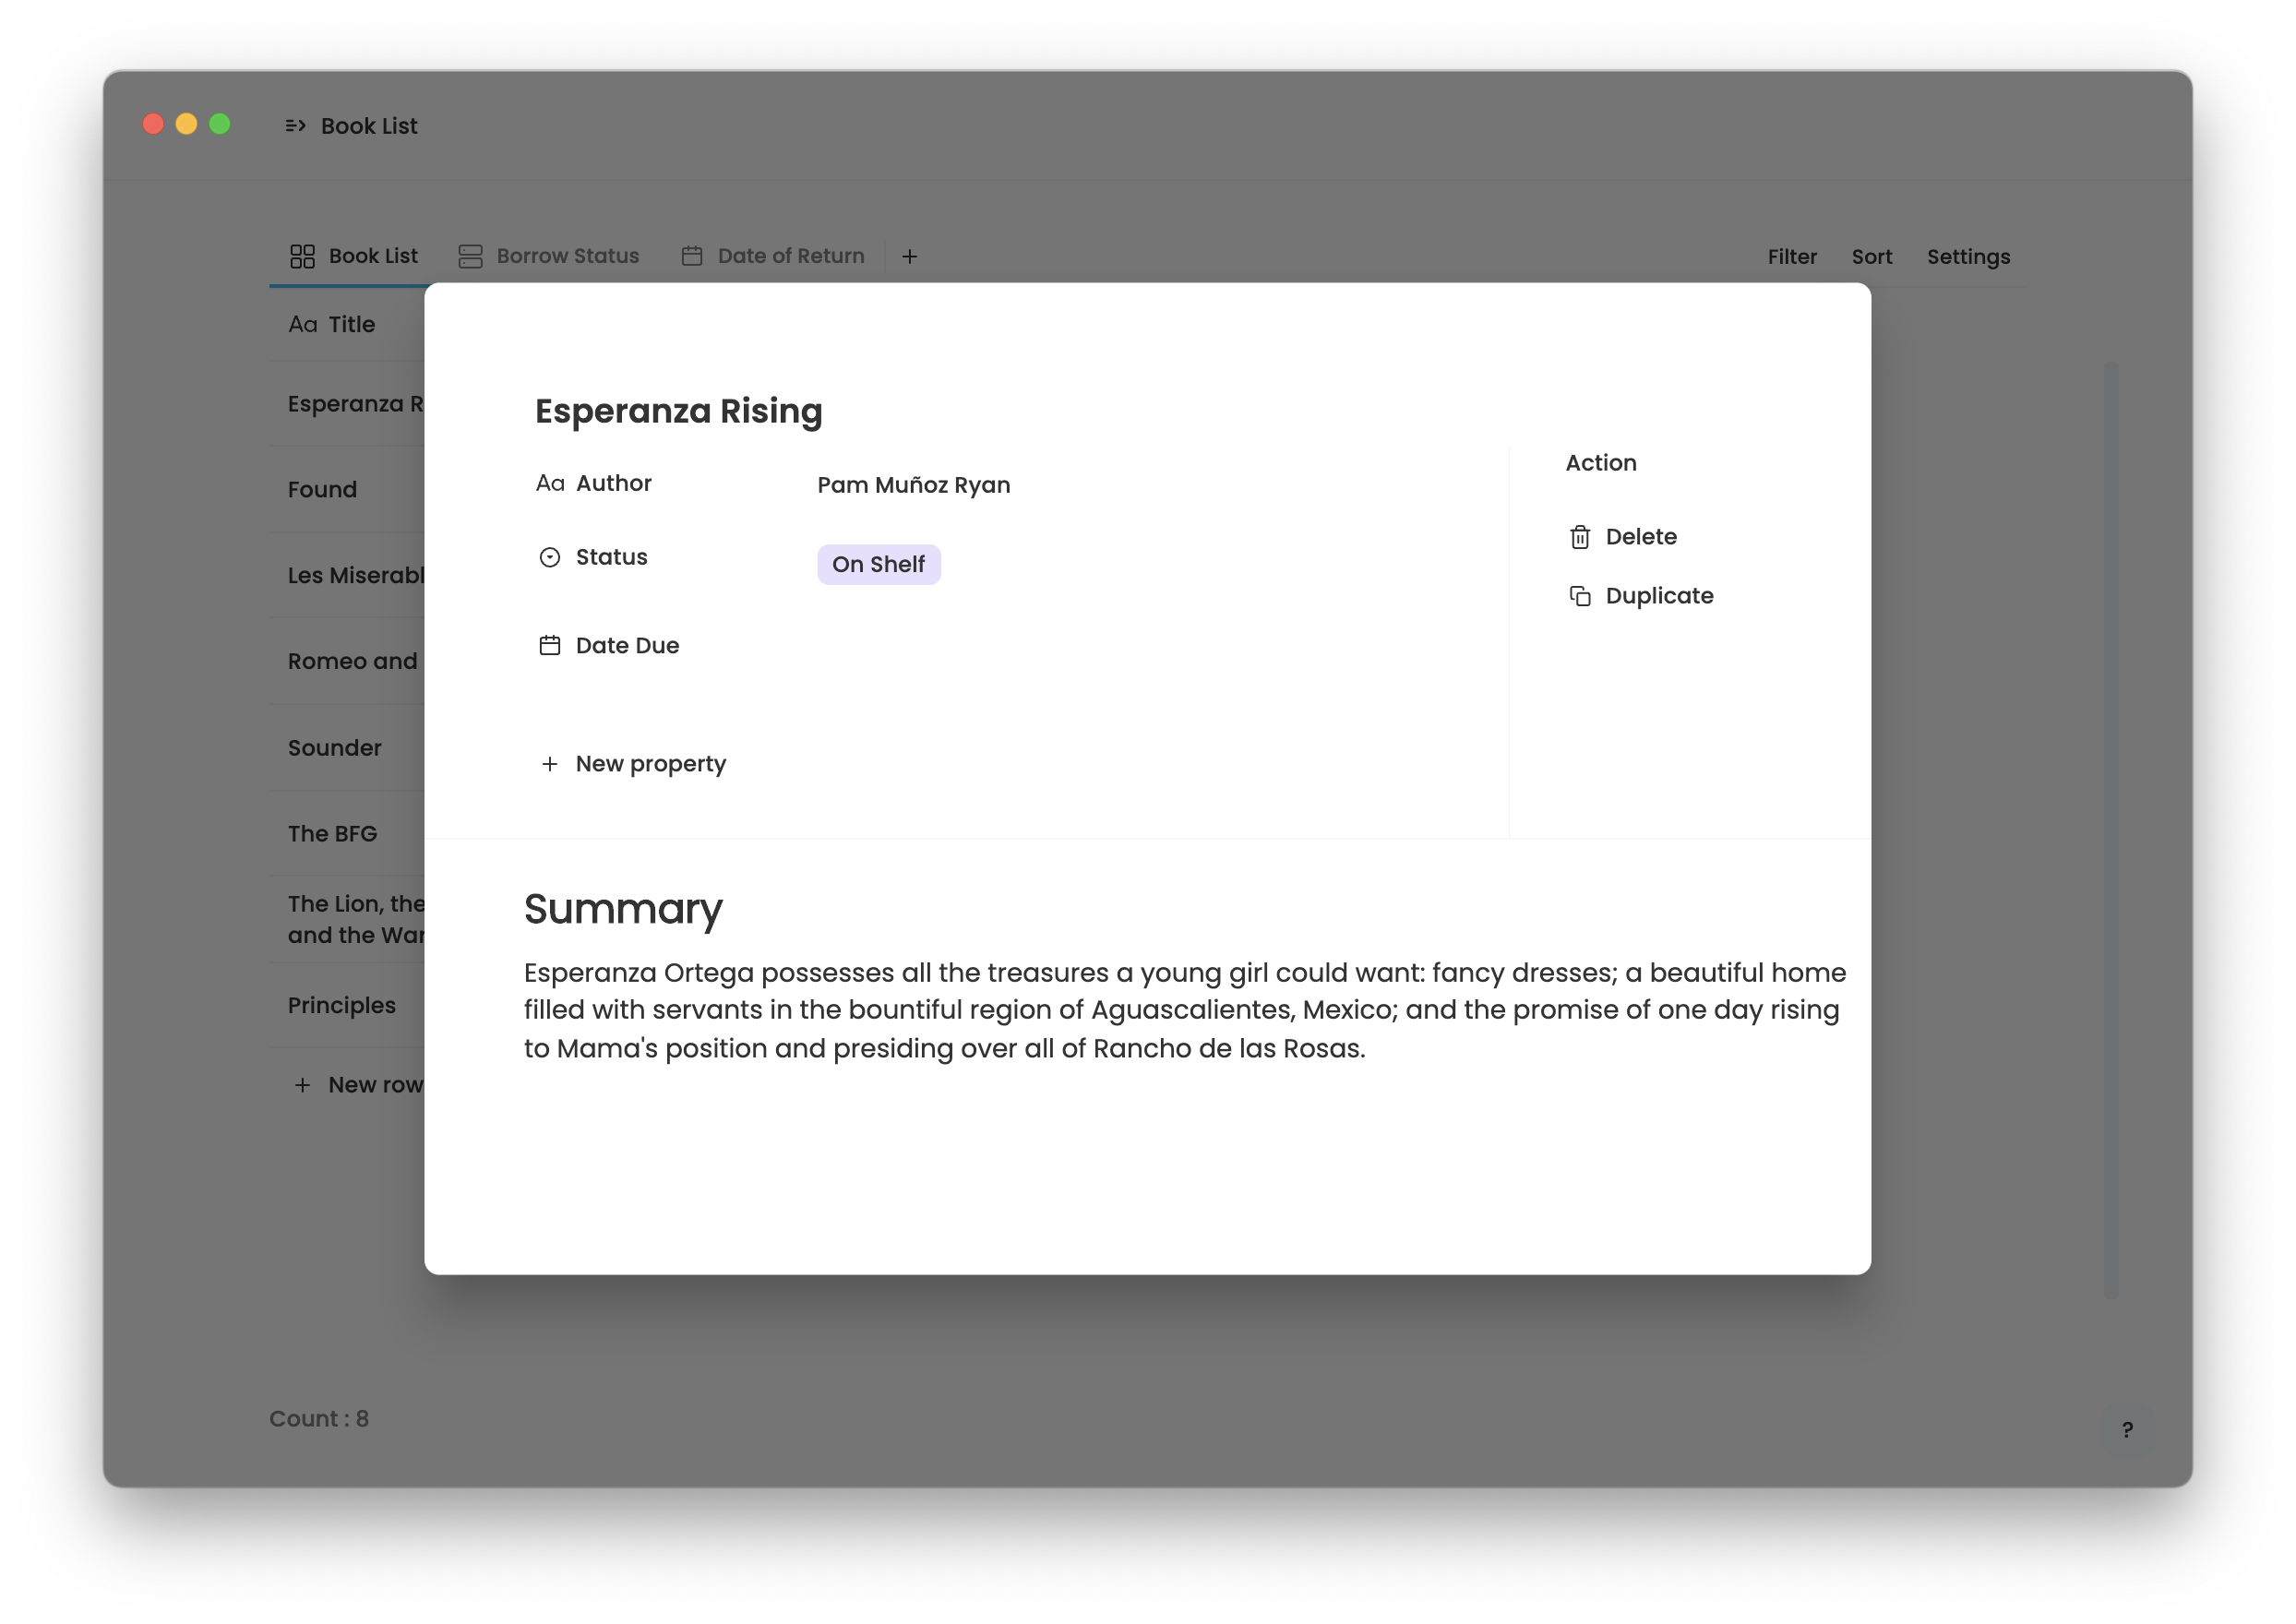 Book List
Book List Borrow Status Date of Return + Filter Sort Settings
Aa Title
Esperanza R
Found
Les Miserabl
Romeo and
Sounder
The BFG
The Lion, the
and the War
Principles
+ New row
Count : 8
?
Esperanza Rising
Aa Author Pam Muñoz Ryan
Status On Shelf
Date Due
+ New property
Action
Delete
Duplicate
Summary
Esperanza Ortega possesses all the treasures a young girl could want: fancy dresses; a beautiful home
filled with servants in the bountiful region of Aguascalientes, Mexico; and the promise of one day rising
to Mama's position and presiding over all of Rancho de las Rosas.